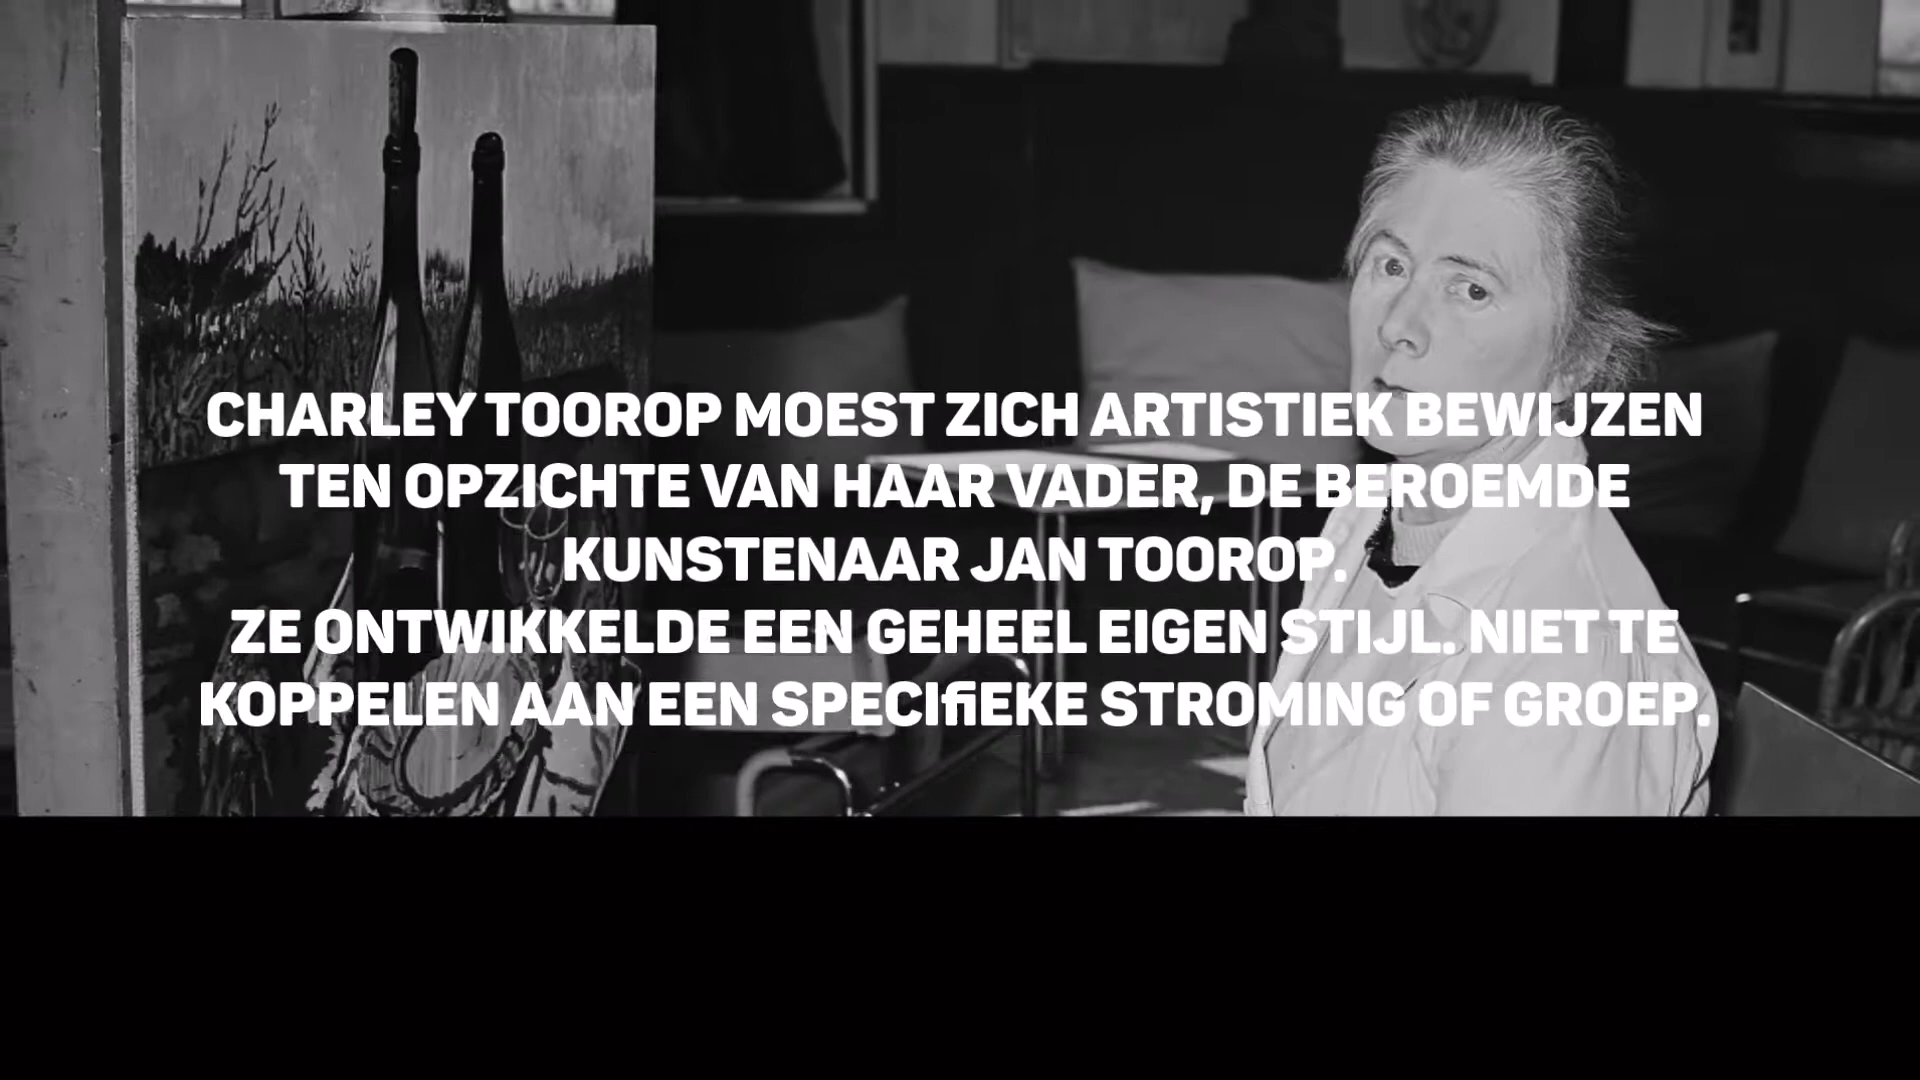 CHARLEY TOOROP MOEST ZICH ARTISTIEK BEWIJZEN
TEN OPZICHTE VAN HAAR VADER, DE BEROEMDE
KUNSTENAAR JAN TOOROP.
ZE ONTWIKKELDE EEN GEHEEL EIGEN STIJL. NIET TE
KOPPELEN AAN EEN SPECIfiEKE STROMING OF GROEP.